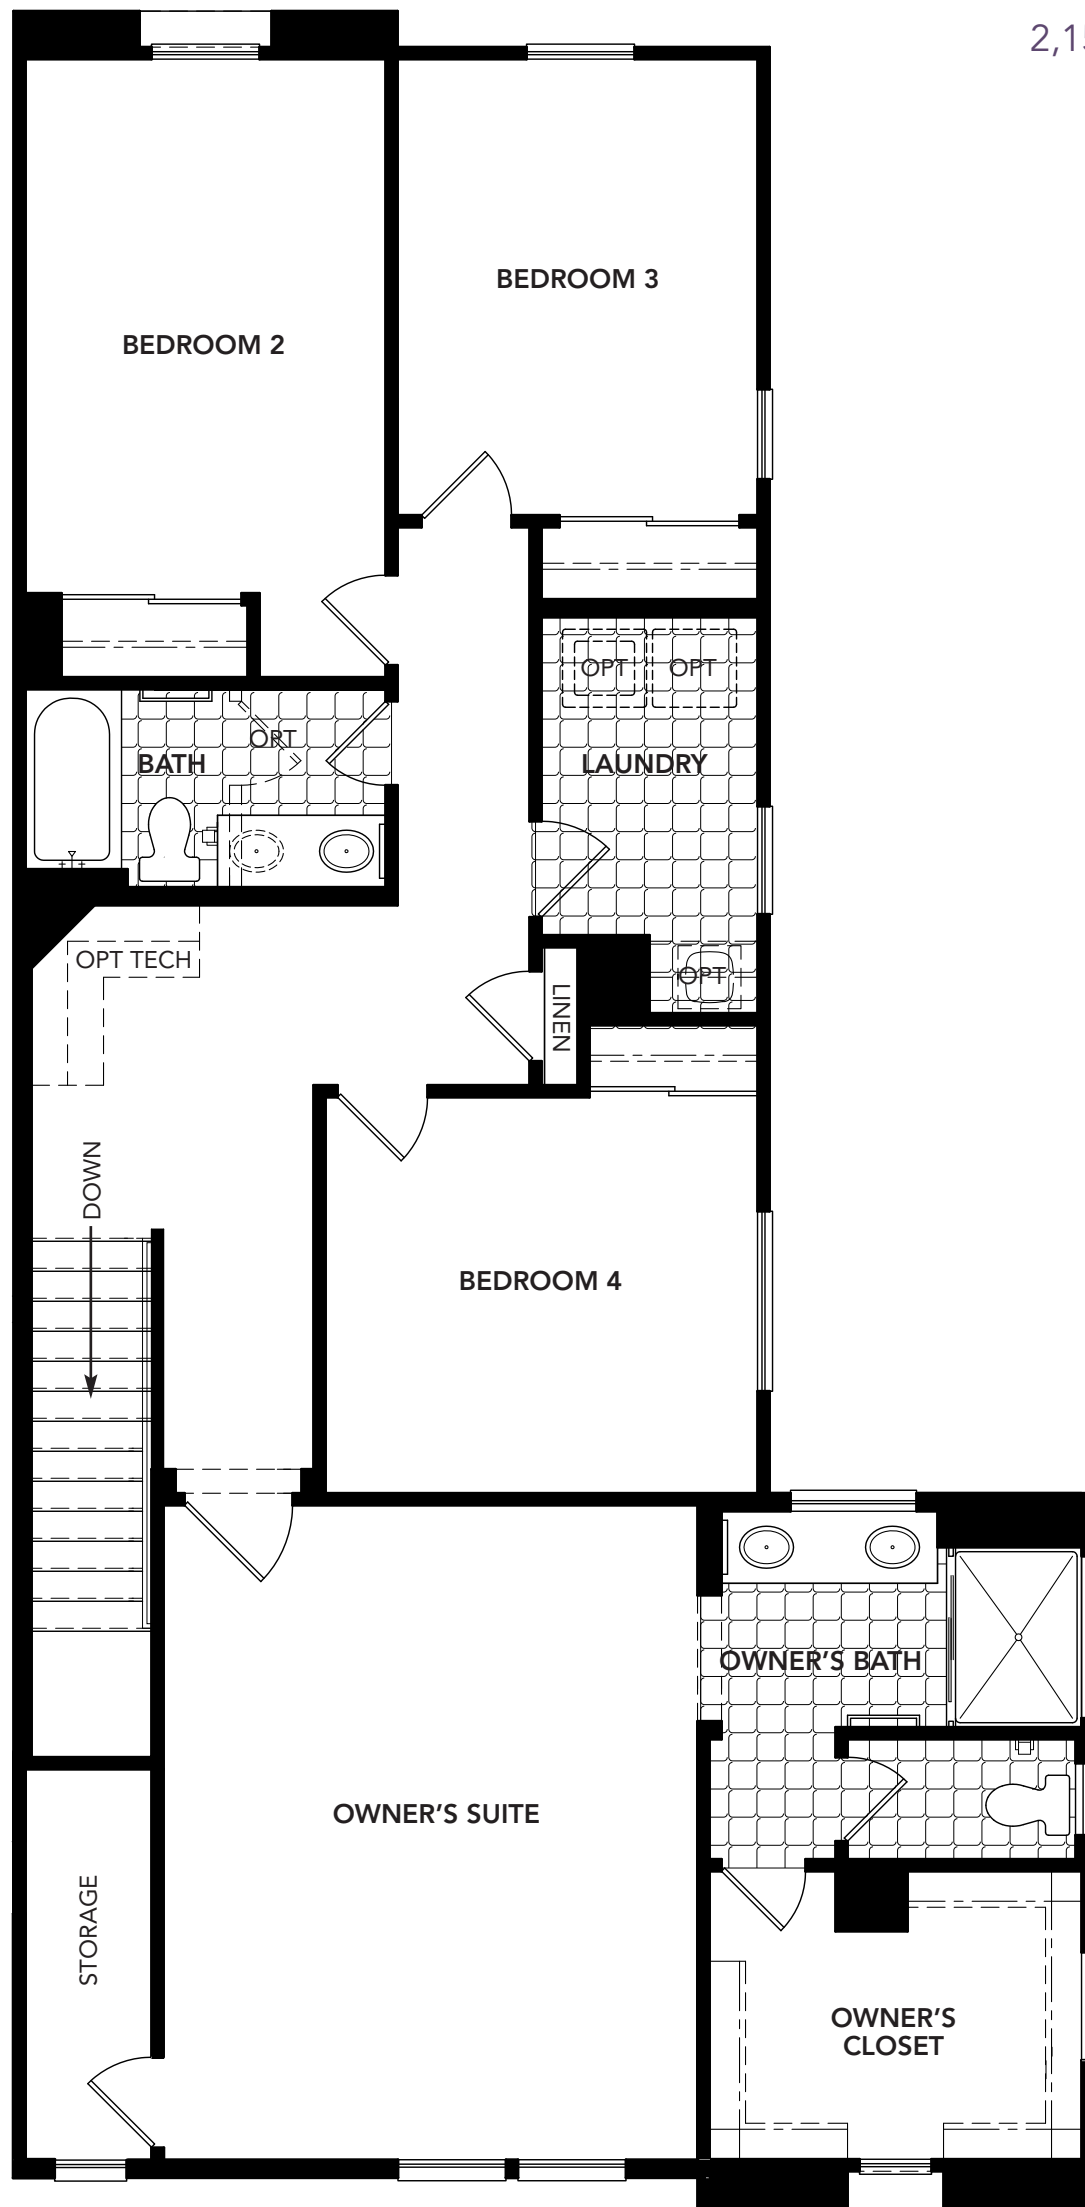 BEDROOM 3
BEDROOM 2
OPT
OPT
OPT
BATH
LAUNDRY
OPT TECH
OPT
LINEN
DOWN
BEDROOM 4
OWNER'S BATH
OWNER'S SUITE
STORAGE
OWNER'S
CLOSET